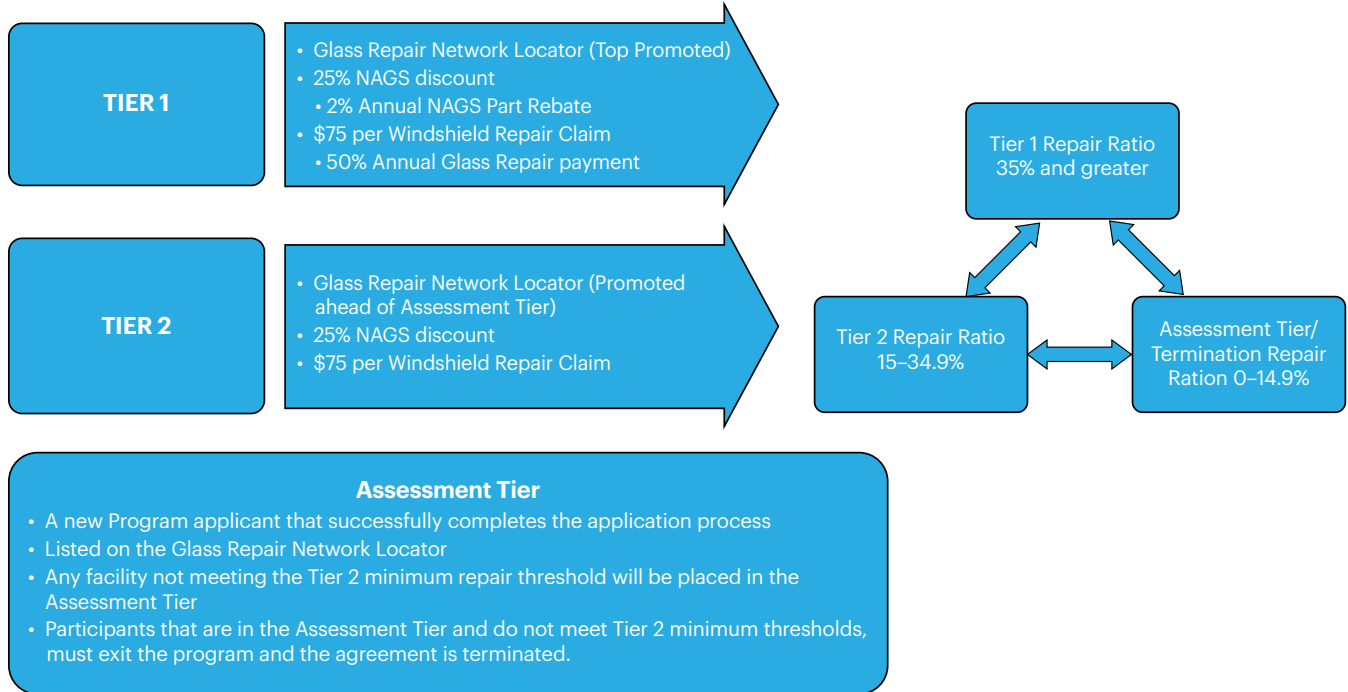 TIER 1
• Glass Repair Network Locator (Top Promoted)
• 25% NAGS discount
• 2% Annual NAGS Part Rebate
• $75 per Windshield Repair Claim
• 50% Annual Glass Repair payment
TIER 2
• Glass Repair Network Locator (Promoted
ahead of Assessment Tier)
• 25% NAGS discount
• $75 per Windshield Repair Claim
Tier 1 Repair Ratio
35% and greater
Tier 2 Repair Ratio
15–34.9%
Assessment Tier/
Termination Repair
Ration 0–14.9%
Assessment Tier
• A new Program applicant that successfully completes the application process
• Listed on the Glass Repair Network Locator
• Any facility not meeting the Tier 2 minimum repair threshold will be placed in the
Assessment Tier
• Participants that are in the Assessment Tier and do not meet Tier 2 minimum thresholds,
must exit the program and the agreement is terminated.